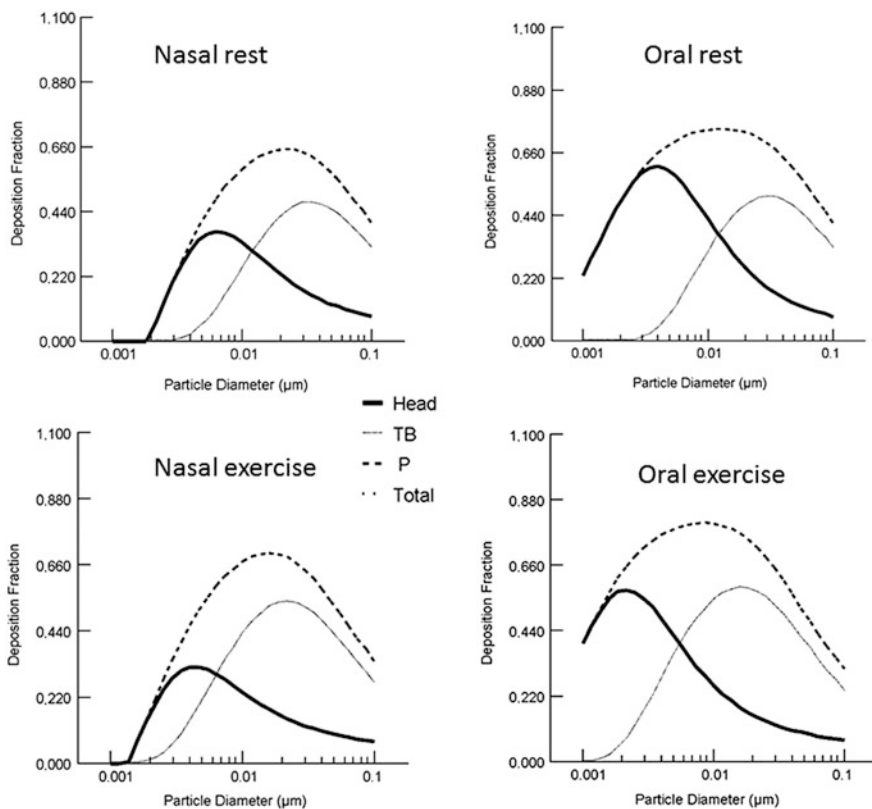 Nasal rest
1.100
0.880
0.660
0.440
0.220
0.000
Deposition Fraction
0.001
0.01
0.1
Particle Diameter (µm)
Oral rest
1.100
0.880
0.660
0.440
0.220
0.000
Deposition Fraction
0.001
0.01
0.1
Particle Diameter (µm)
Head
TB
P
Total
Nasal exercise
1.100
0.880
0.660
0.440
0.220
0.000
Deposition Fraction
0.001
0.01
0.1
Particle Diameter (µm)
Oral exercise
1.100
0.880
0.660
0.440
0.220
0.000
Deposition Fraction
0.001
0.01
0.1
Particle Diameter (µm)